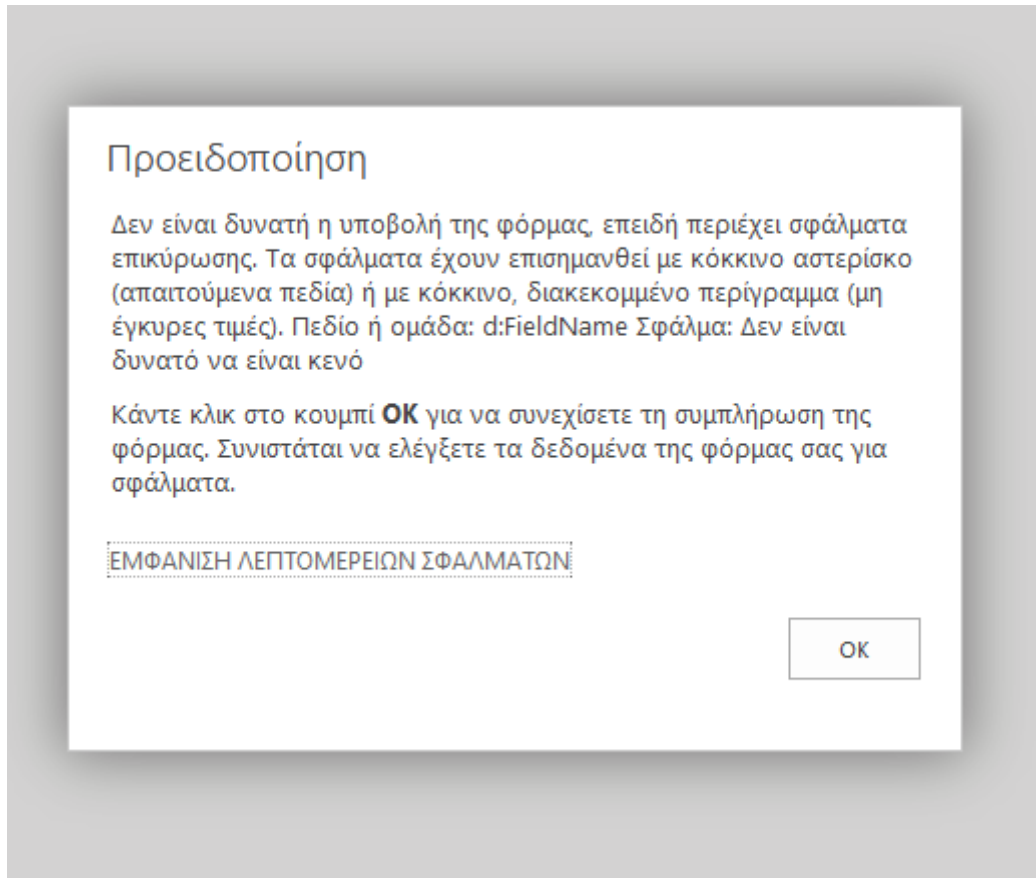 Προειδοποίηση
Δεν είναι δυνατή η υποβολή της φόρμας, επειδή περιέχει σφάλματα
επικύρωσης. Τα σφάλματα έχουν επισημανθεί με κόκκινο αστερίσκο
(απαιτούμενα πεδία) ή με κόκκινο, διακεκομμένο περίγραμμα (μη
έγκυρες τιμές). Πεδίο ή ομάδα: d:FieldName Σφάλμα: Δεν είναι
δυνατό να είναι κενό
Κάντε κλικ στο κουμπί OK για να συνεχίσετε τη συμπλήρωση της
φόρμας. Συνιστάται να ελέγξετε τα δεδομένα της φόρμας σας για
σφάλματα.
ΕΜΦΑΝΙΣΗ ΛΕΠΤΟΜΕΡΕΙΩΝ ΣΦΑΛΜΑΤΩΝ
OK